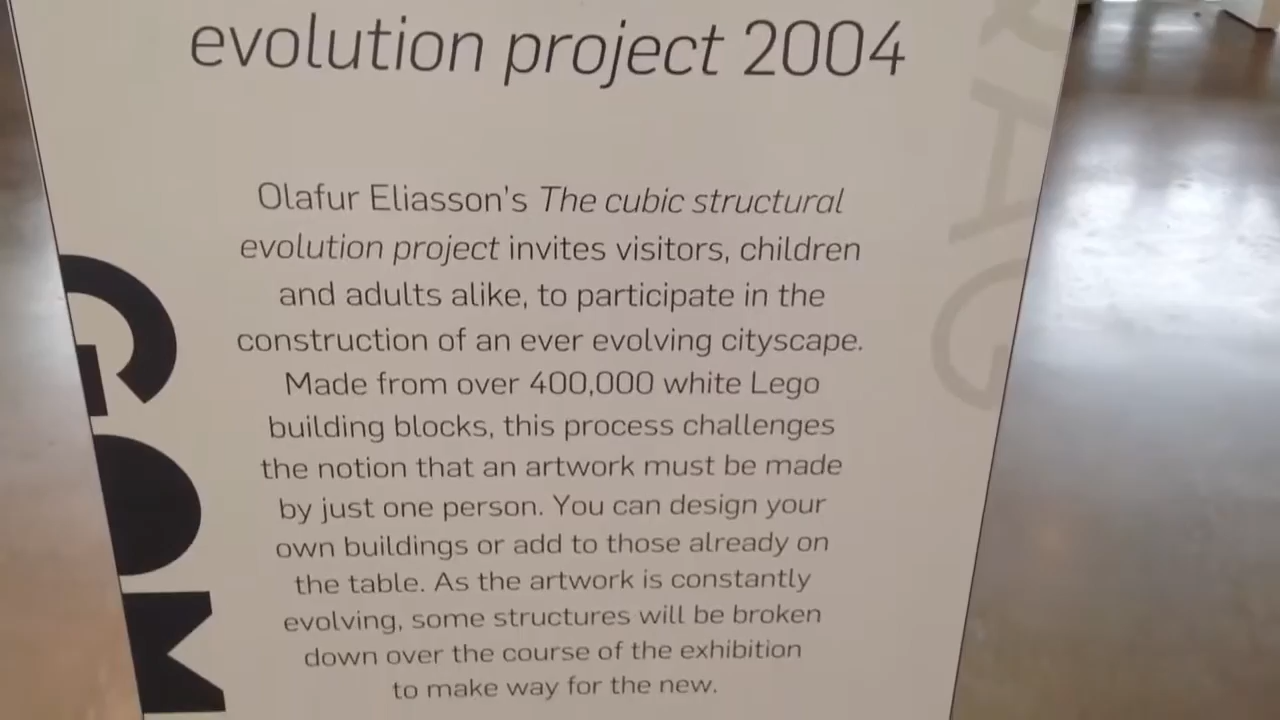 evolution project 2004
Olafur Eliasson's The cubic structural
evolution project invites visitors, children
and adults alike, to participate in the
construction of an ever evolving cityscape.
Made from over 400,000 white Lego
building blocks, this process challenges
the notion that an artwork must be made
by just one person. You can design your
own buildings or add to those already on
the table. As the artwork is constantly
evolving, some structures will be broken
down over the course of the exhibition
to make way for the new.
GOM